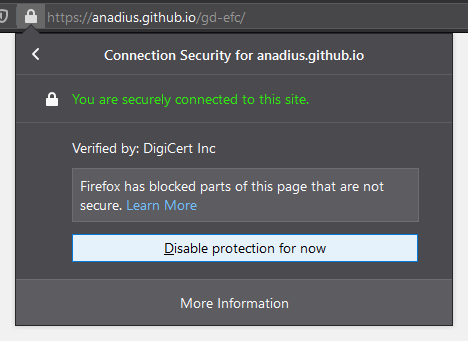 https://anadius.github.io/gd-efc/
Connection Security for anadius.github.io
You are securely connected to this site.
Verified by: DigiCert Inc
Firefox has blocked parts of this page that are not
secure. Learn More
Disable protection for now
More Information